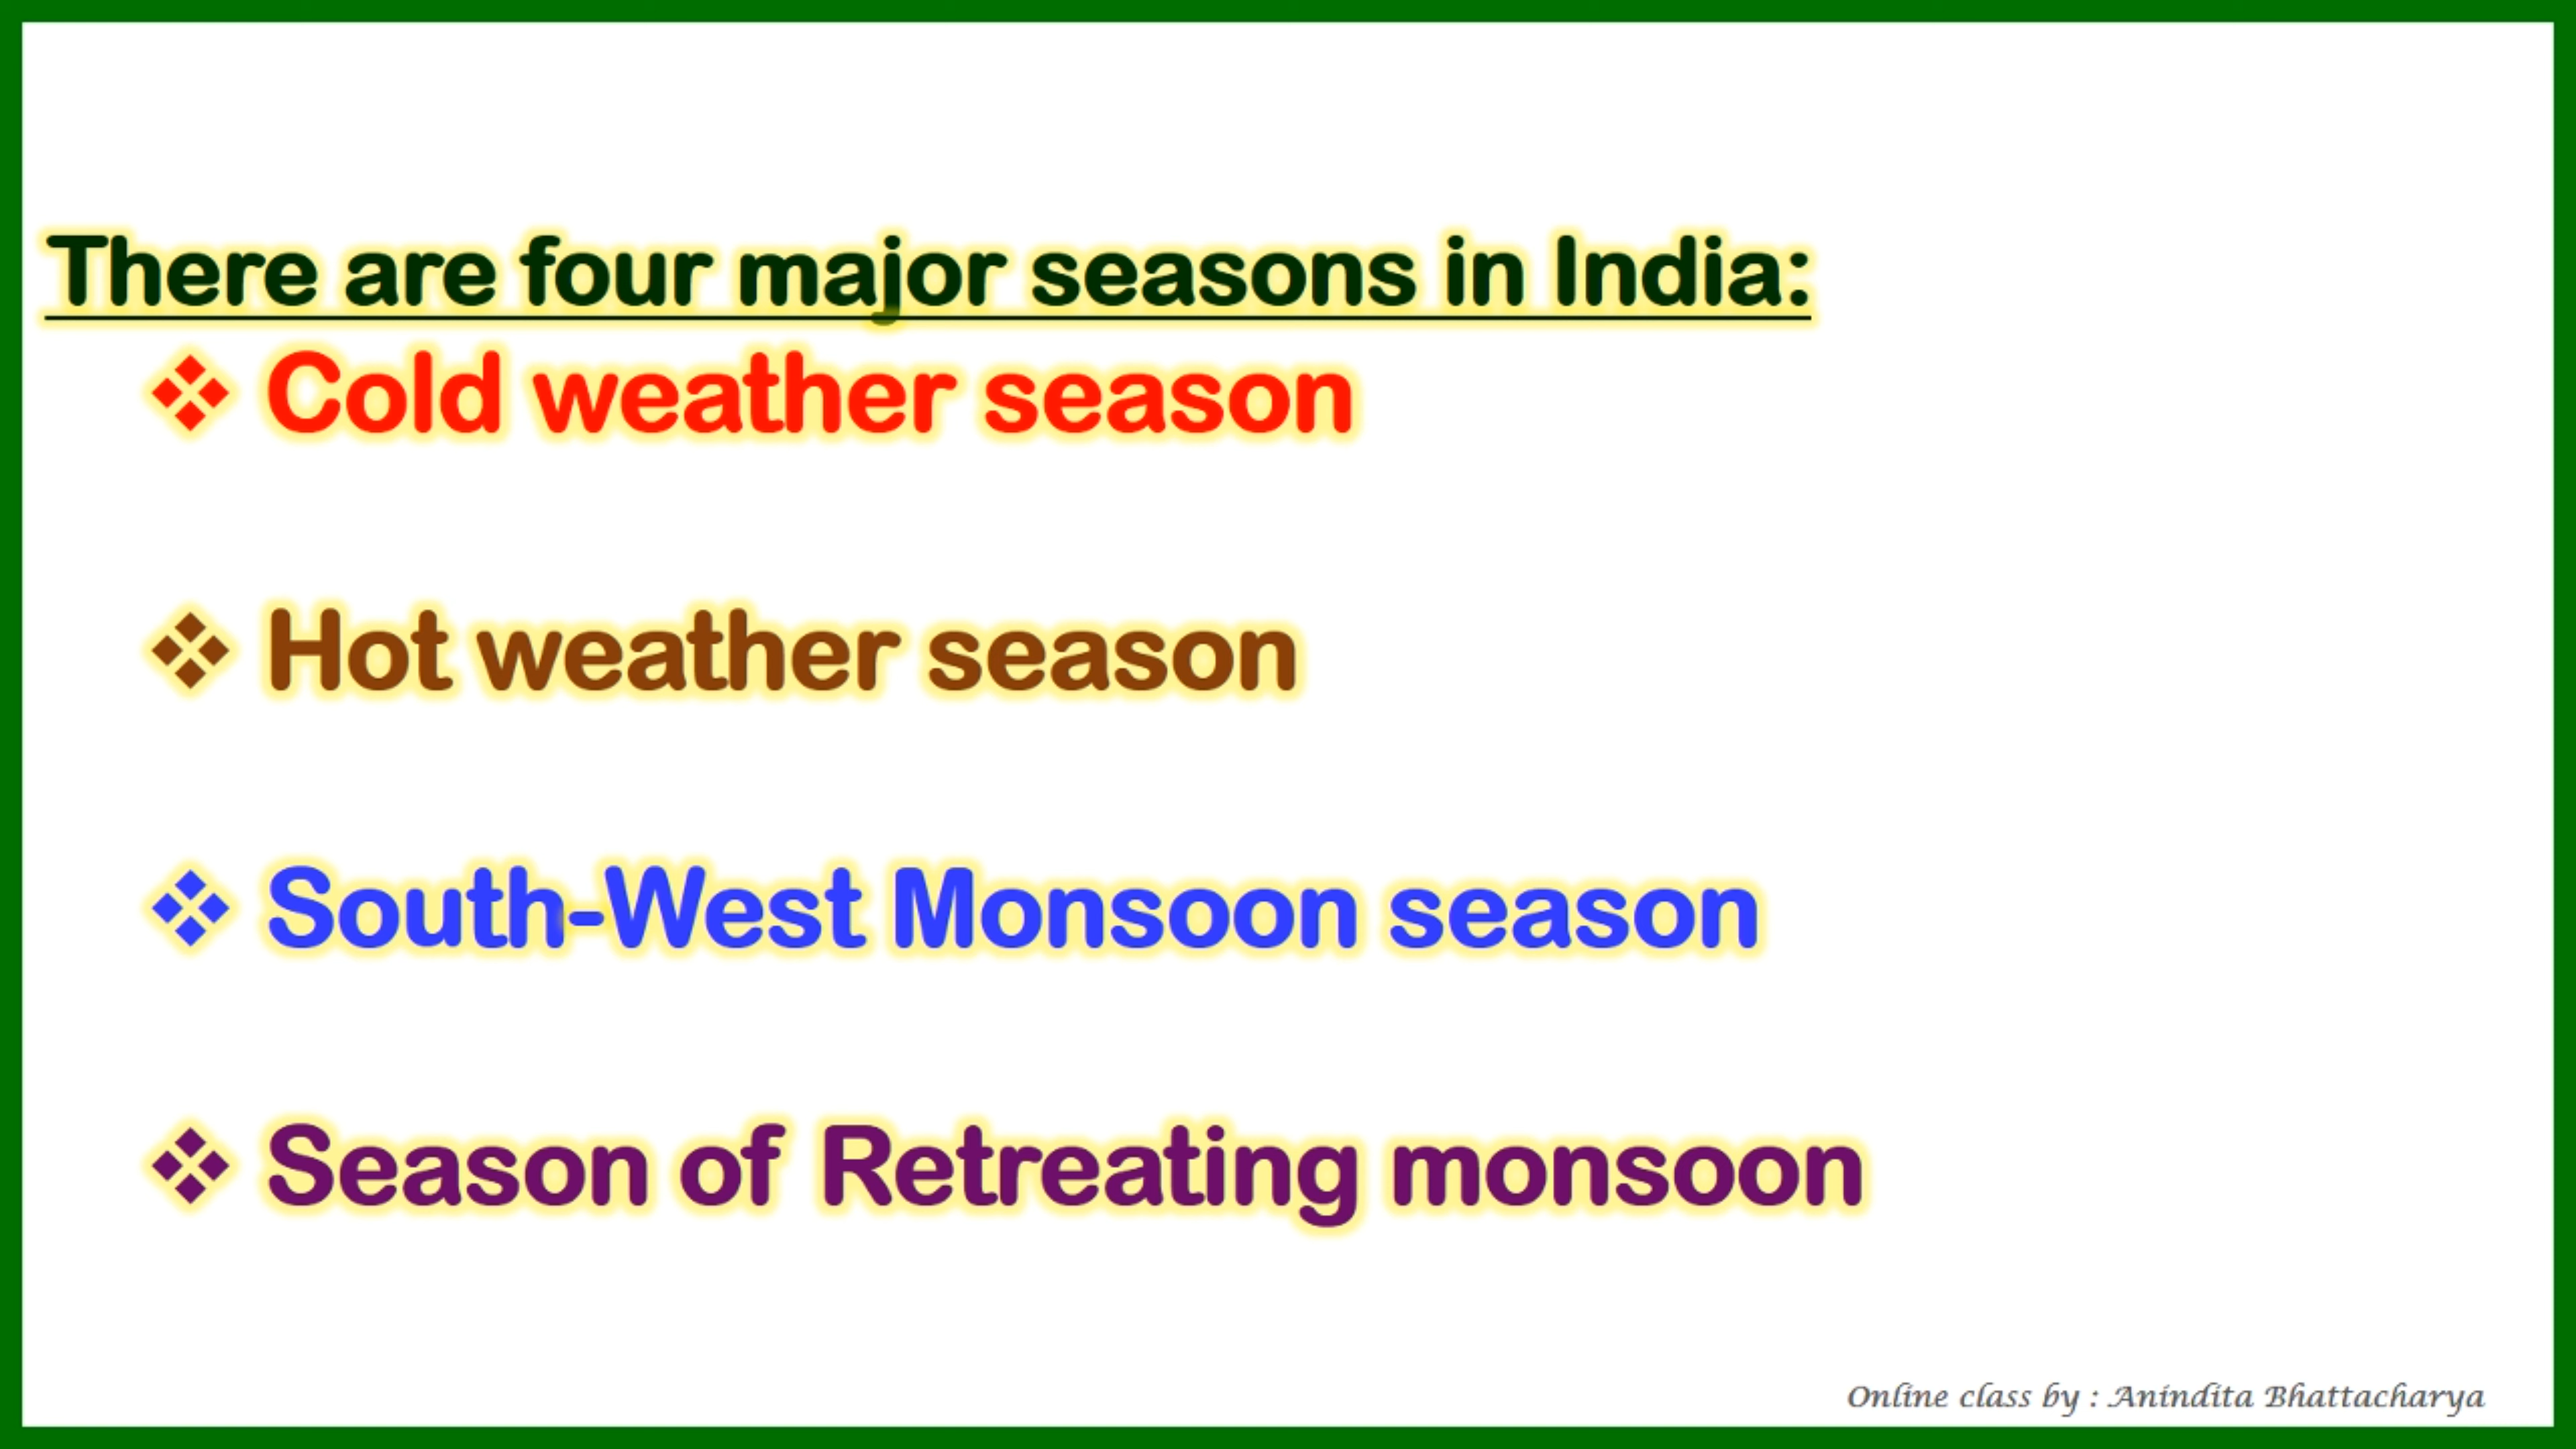 There are four major seasons in India:
❖ Cold weather season
❖ Hot weather season
❖ South-West Monsoon season
❖ Season of Retreating monsoon
Online class by : Anindita Bhattacharya